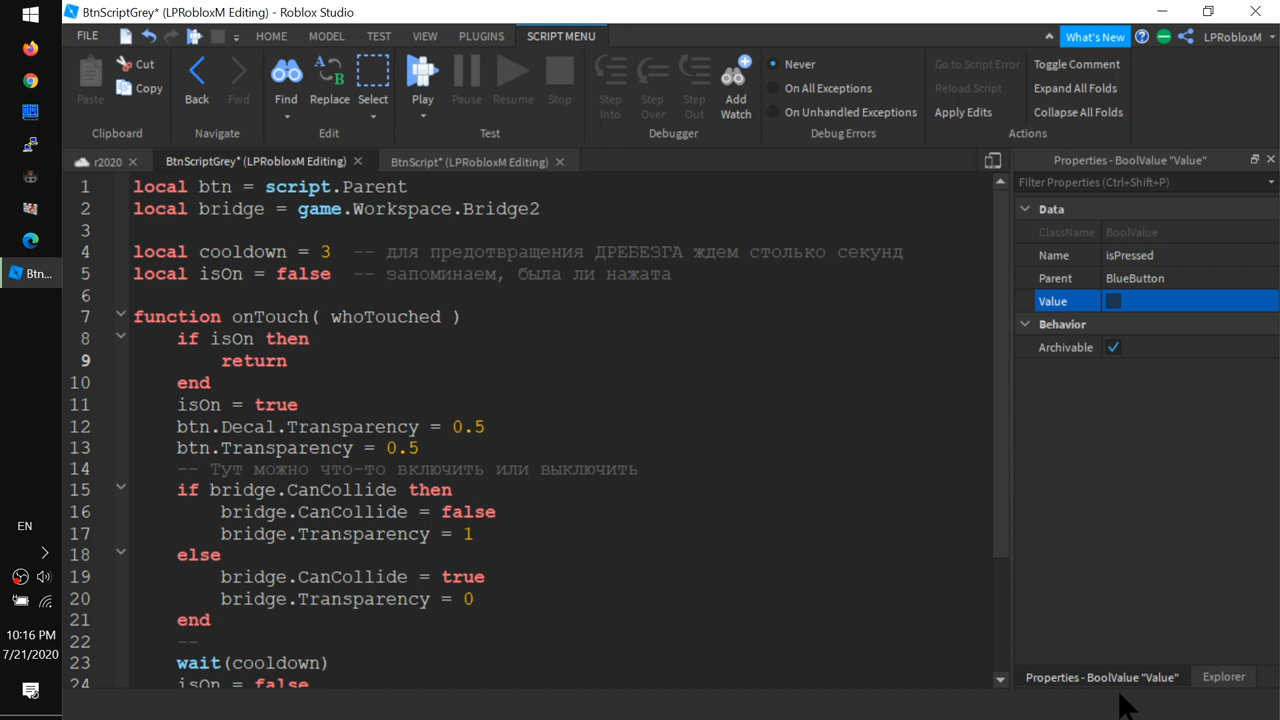 BtnScriptGrey* (LPRobloxM Editing) - Roblox Studio
FILE HOME MODEL TEST VIEW PLUGINS SCRIPT MENU What's New LPRobloxM
Paste Cut Copy Back Fwd Find Replace Select Play Pause Resume Stop Step Into Step Over Step Out Add Watch
Never
On All Exceptions
On Unhandled Exceptions
Go to Script Error
Reload Script
Apply Edits
Toggle Comment
Expand All Folds
Collapse All Folds
Clipboard Navigate Edit Test Debugger Debug Errors Actions
r2020 BtnScriptGrey* (LPRobloxM Editing) BtnScript* (LPRobloxM Editing)
1 local btn = script.Parent
2 local bridge = game.Workspace.Bridge2
3
4 local cooldown = 3 -- для предотвращения ДРЕБЕЗГА ждем столько секунд
5 local isOn = false -- запоминаем, была ли нажата
6
7 function onTouch( whoTouched )
8 if isOn then
9 return
10 end
11 isOn = true
12 btn.Decal.Transparency = 0.5
13 btn.Transparency = 0.5
14 -- Тут можно что-то включить или выключить
15 if bridge.CanCollide then
16 bridge.CanCollide = false
17 bridge.Transparency = 1
18 else
19 bridge.CanCollide = true
20 bridge.Transparency = 0
21 end
22 --
23 wait(cooldown)
24 isOn = false
Properties - BoolValue "Value"
Filter Properties (Ctrl+Shift+P)
Data
ClassName BoolValue
Name isPressed
Parent BlueButton
Value
Behavior
Archivable
Properties - BoolValue "Value" Explorer
Btn...
EN
10:16 PM
7/21/2020